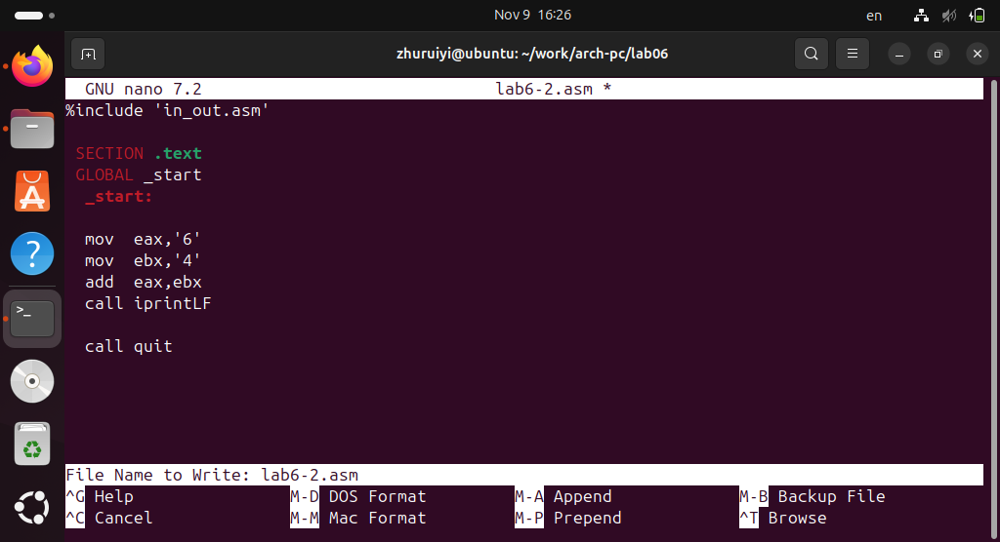 Nov 9 16:26
en
zhuruiyi@ubuntu: ~/work/arch-pc/lab06
GNU nano 7.2 lab6-2.asm *
%include 'in_out.asm'
SECTION .text
GLOBAL _start
_start:
mov eax,'6'
mov ebx,'4'
add eax,ebx
call iprintLF
call quit
File Name to Write: lab6-2.asm
^G Help M-D DOS Format M-A Append M-B Backup File
^C Cancel M-M Mac Format M-P Prepend ^T Browse